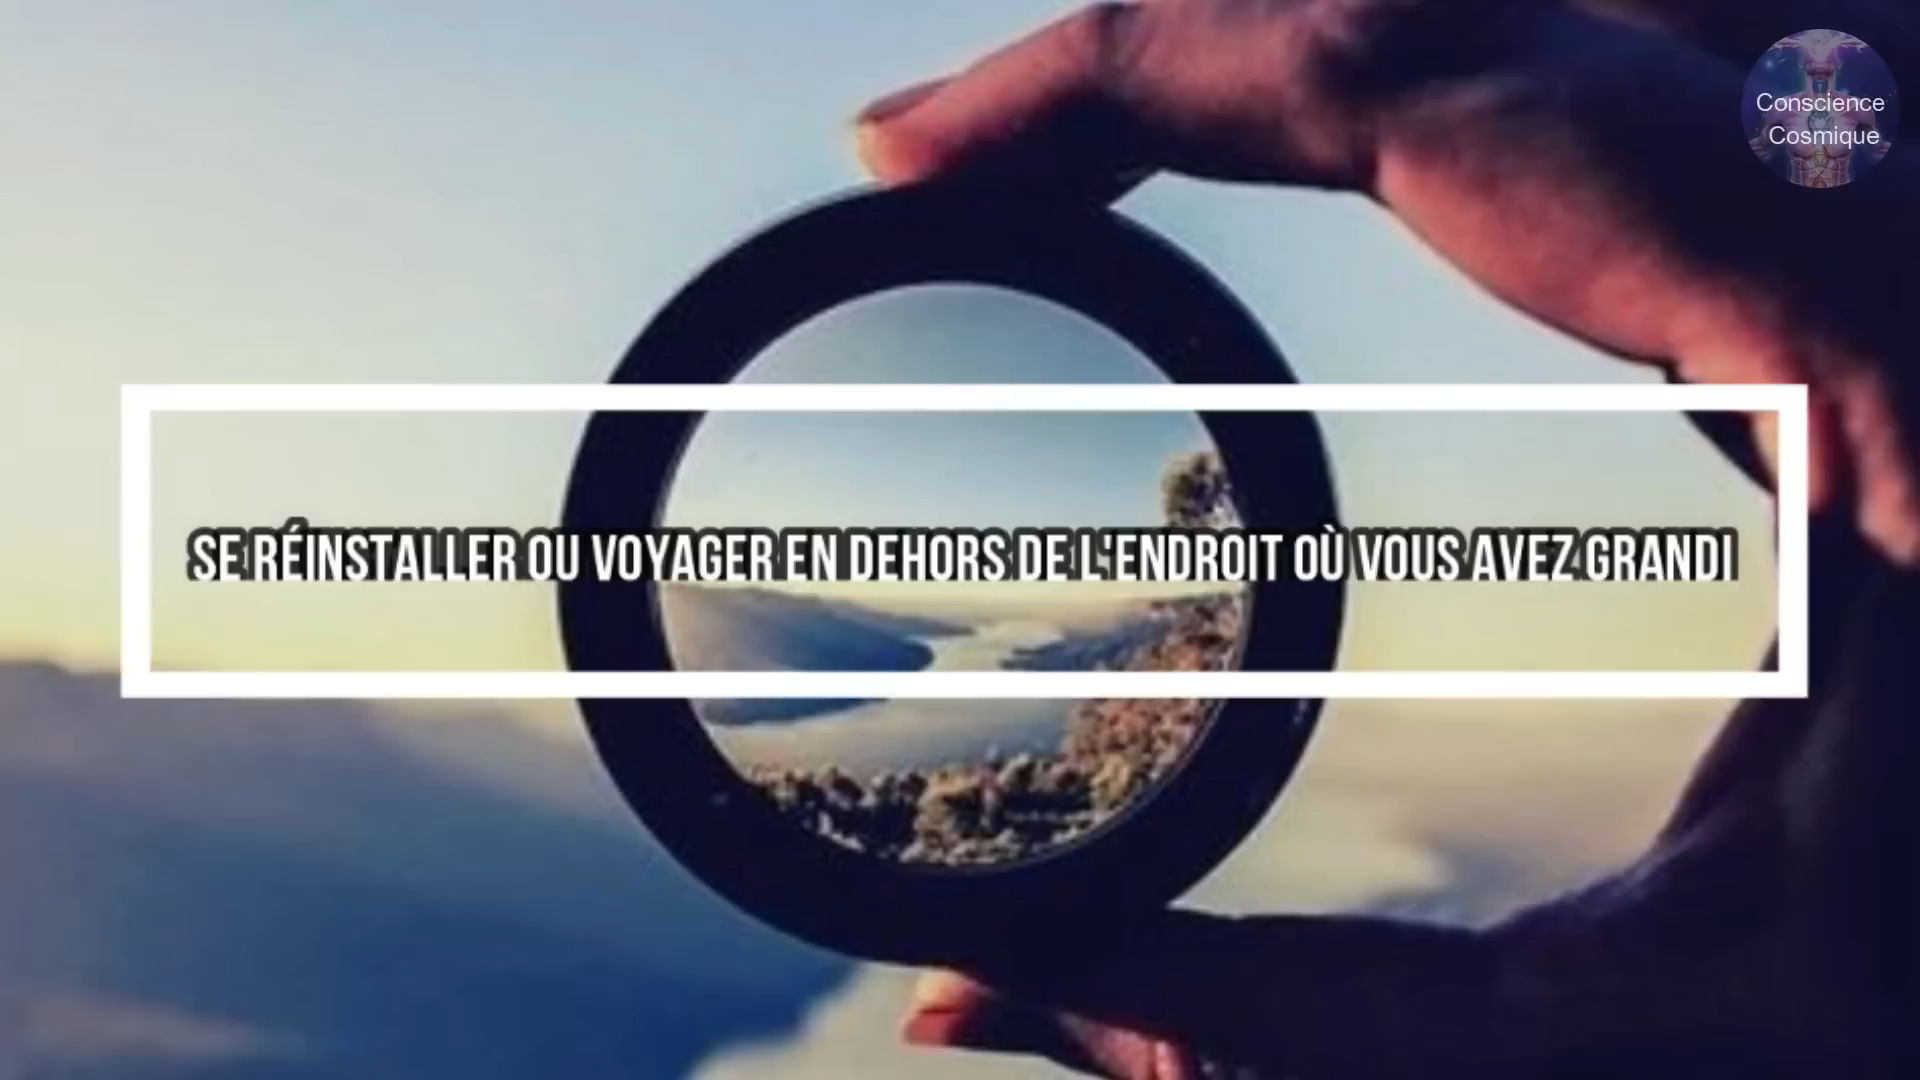 Conscience
Cosmique
SE RÉINSTALLER OU VOYAGER EN DEHORS DE L'ENDROIT OÙ VOUS AVEZ GRANDI